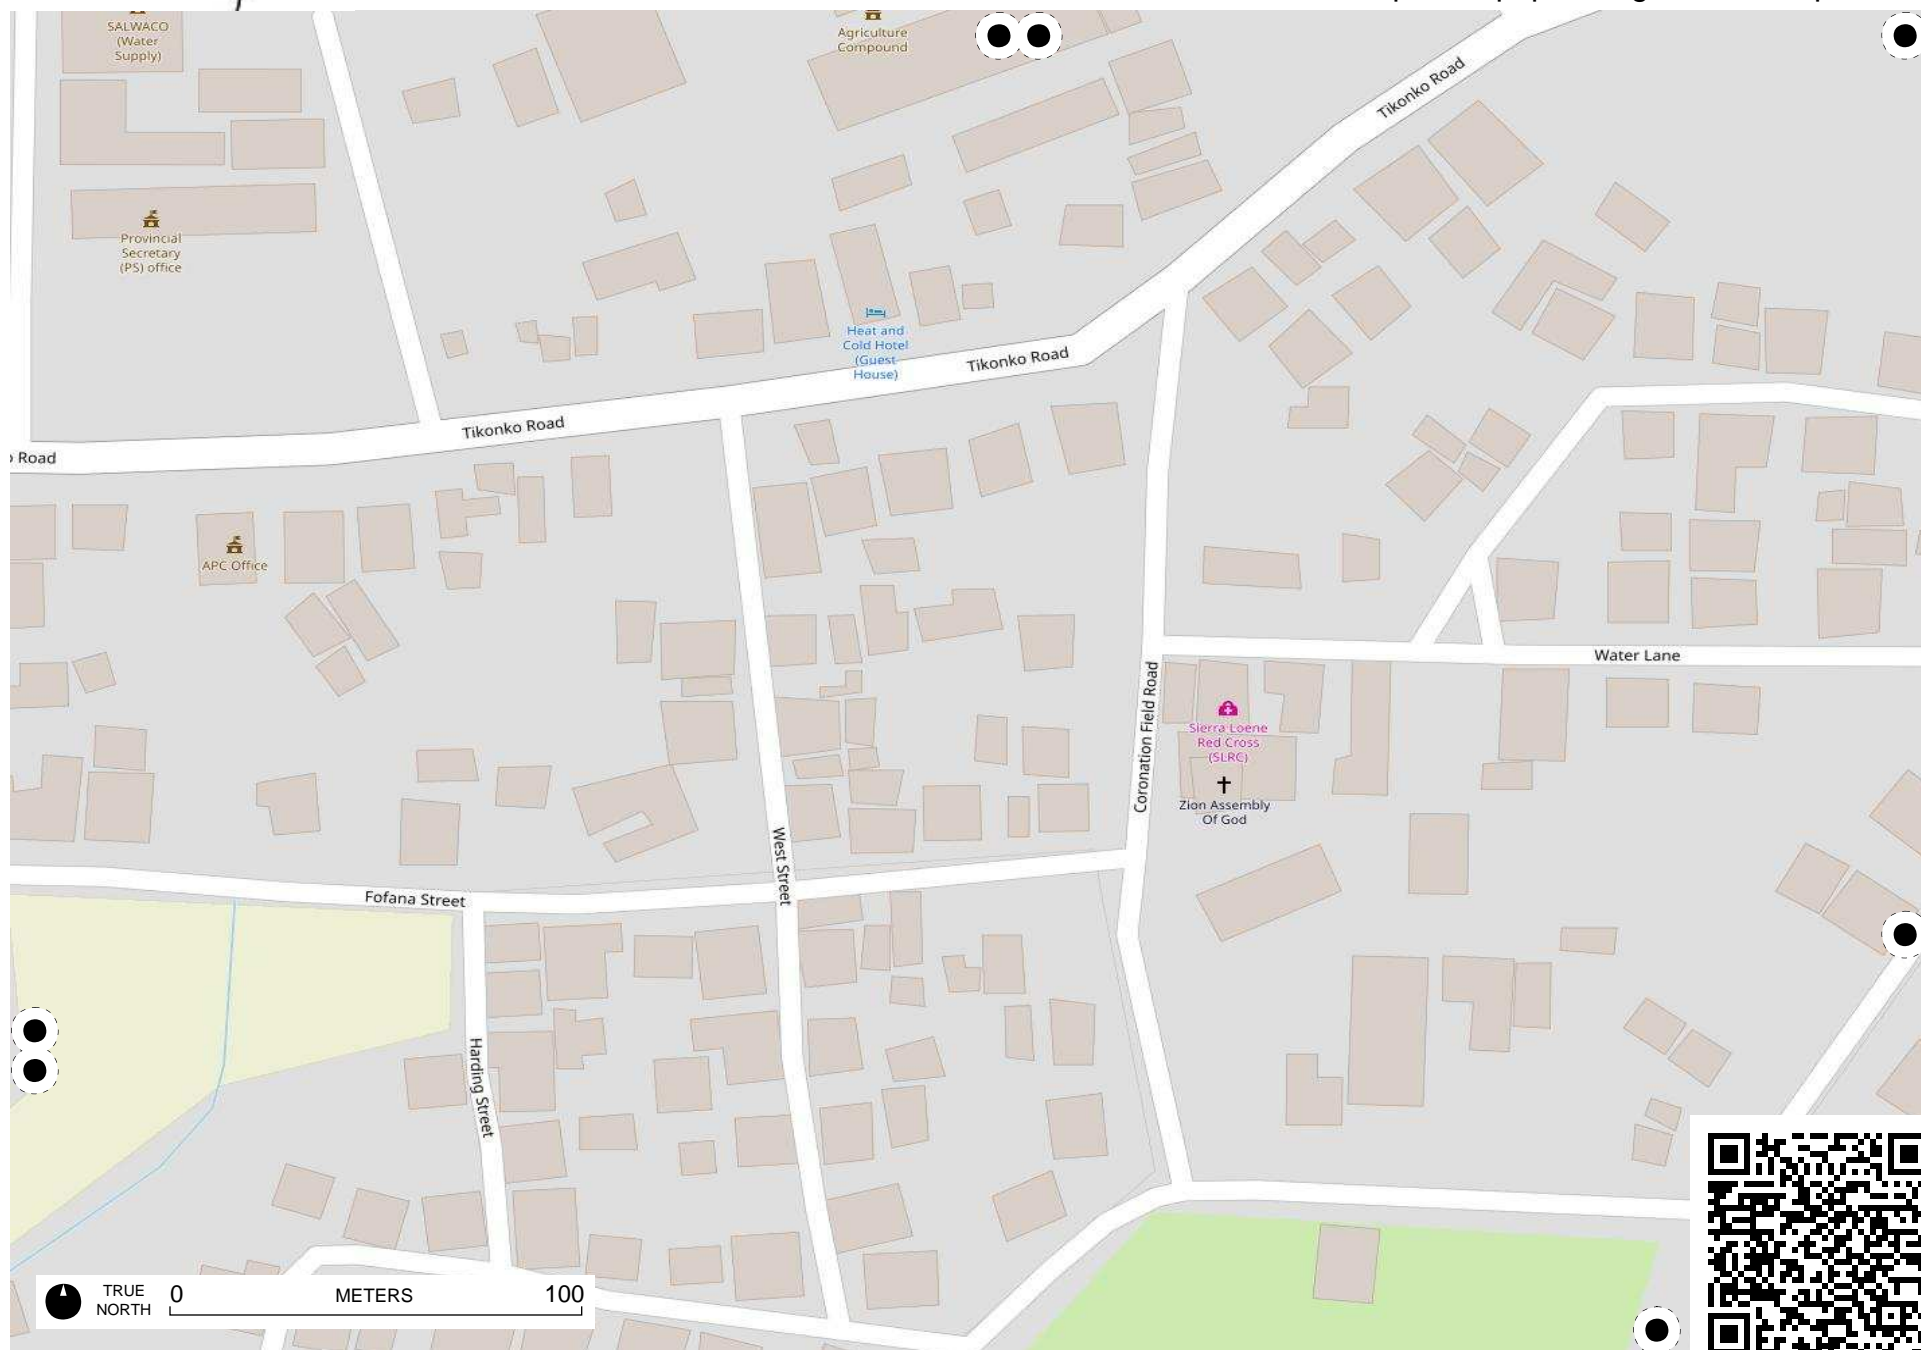 SALWACO
(Water
Supply)
Agriculture
Compound
Tikonko Road
Provincial
Secretary
(PS) office
Heat and
Cold Hotel
(Guest
House)
Tikonko Road
Tikonko Road
Road
APC Office
Water Lane
Coronation Field Road
Sierra Loene
Red Cross
(SLRC)
Zion Assembly
Of God
West Street
Fofana Street
Harding Street
TRUE
NORTH
0 METERS 100